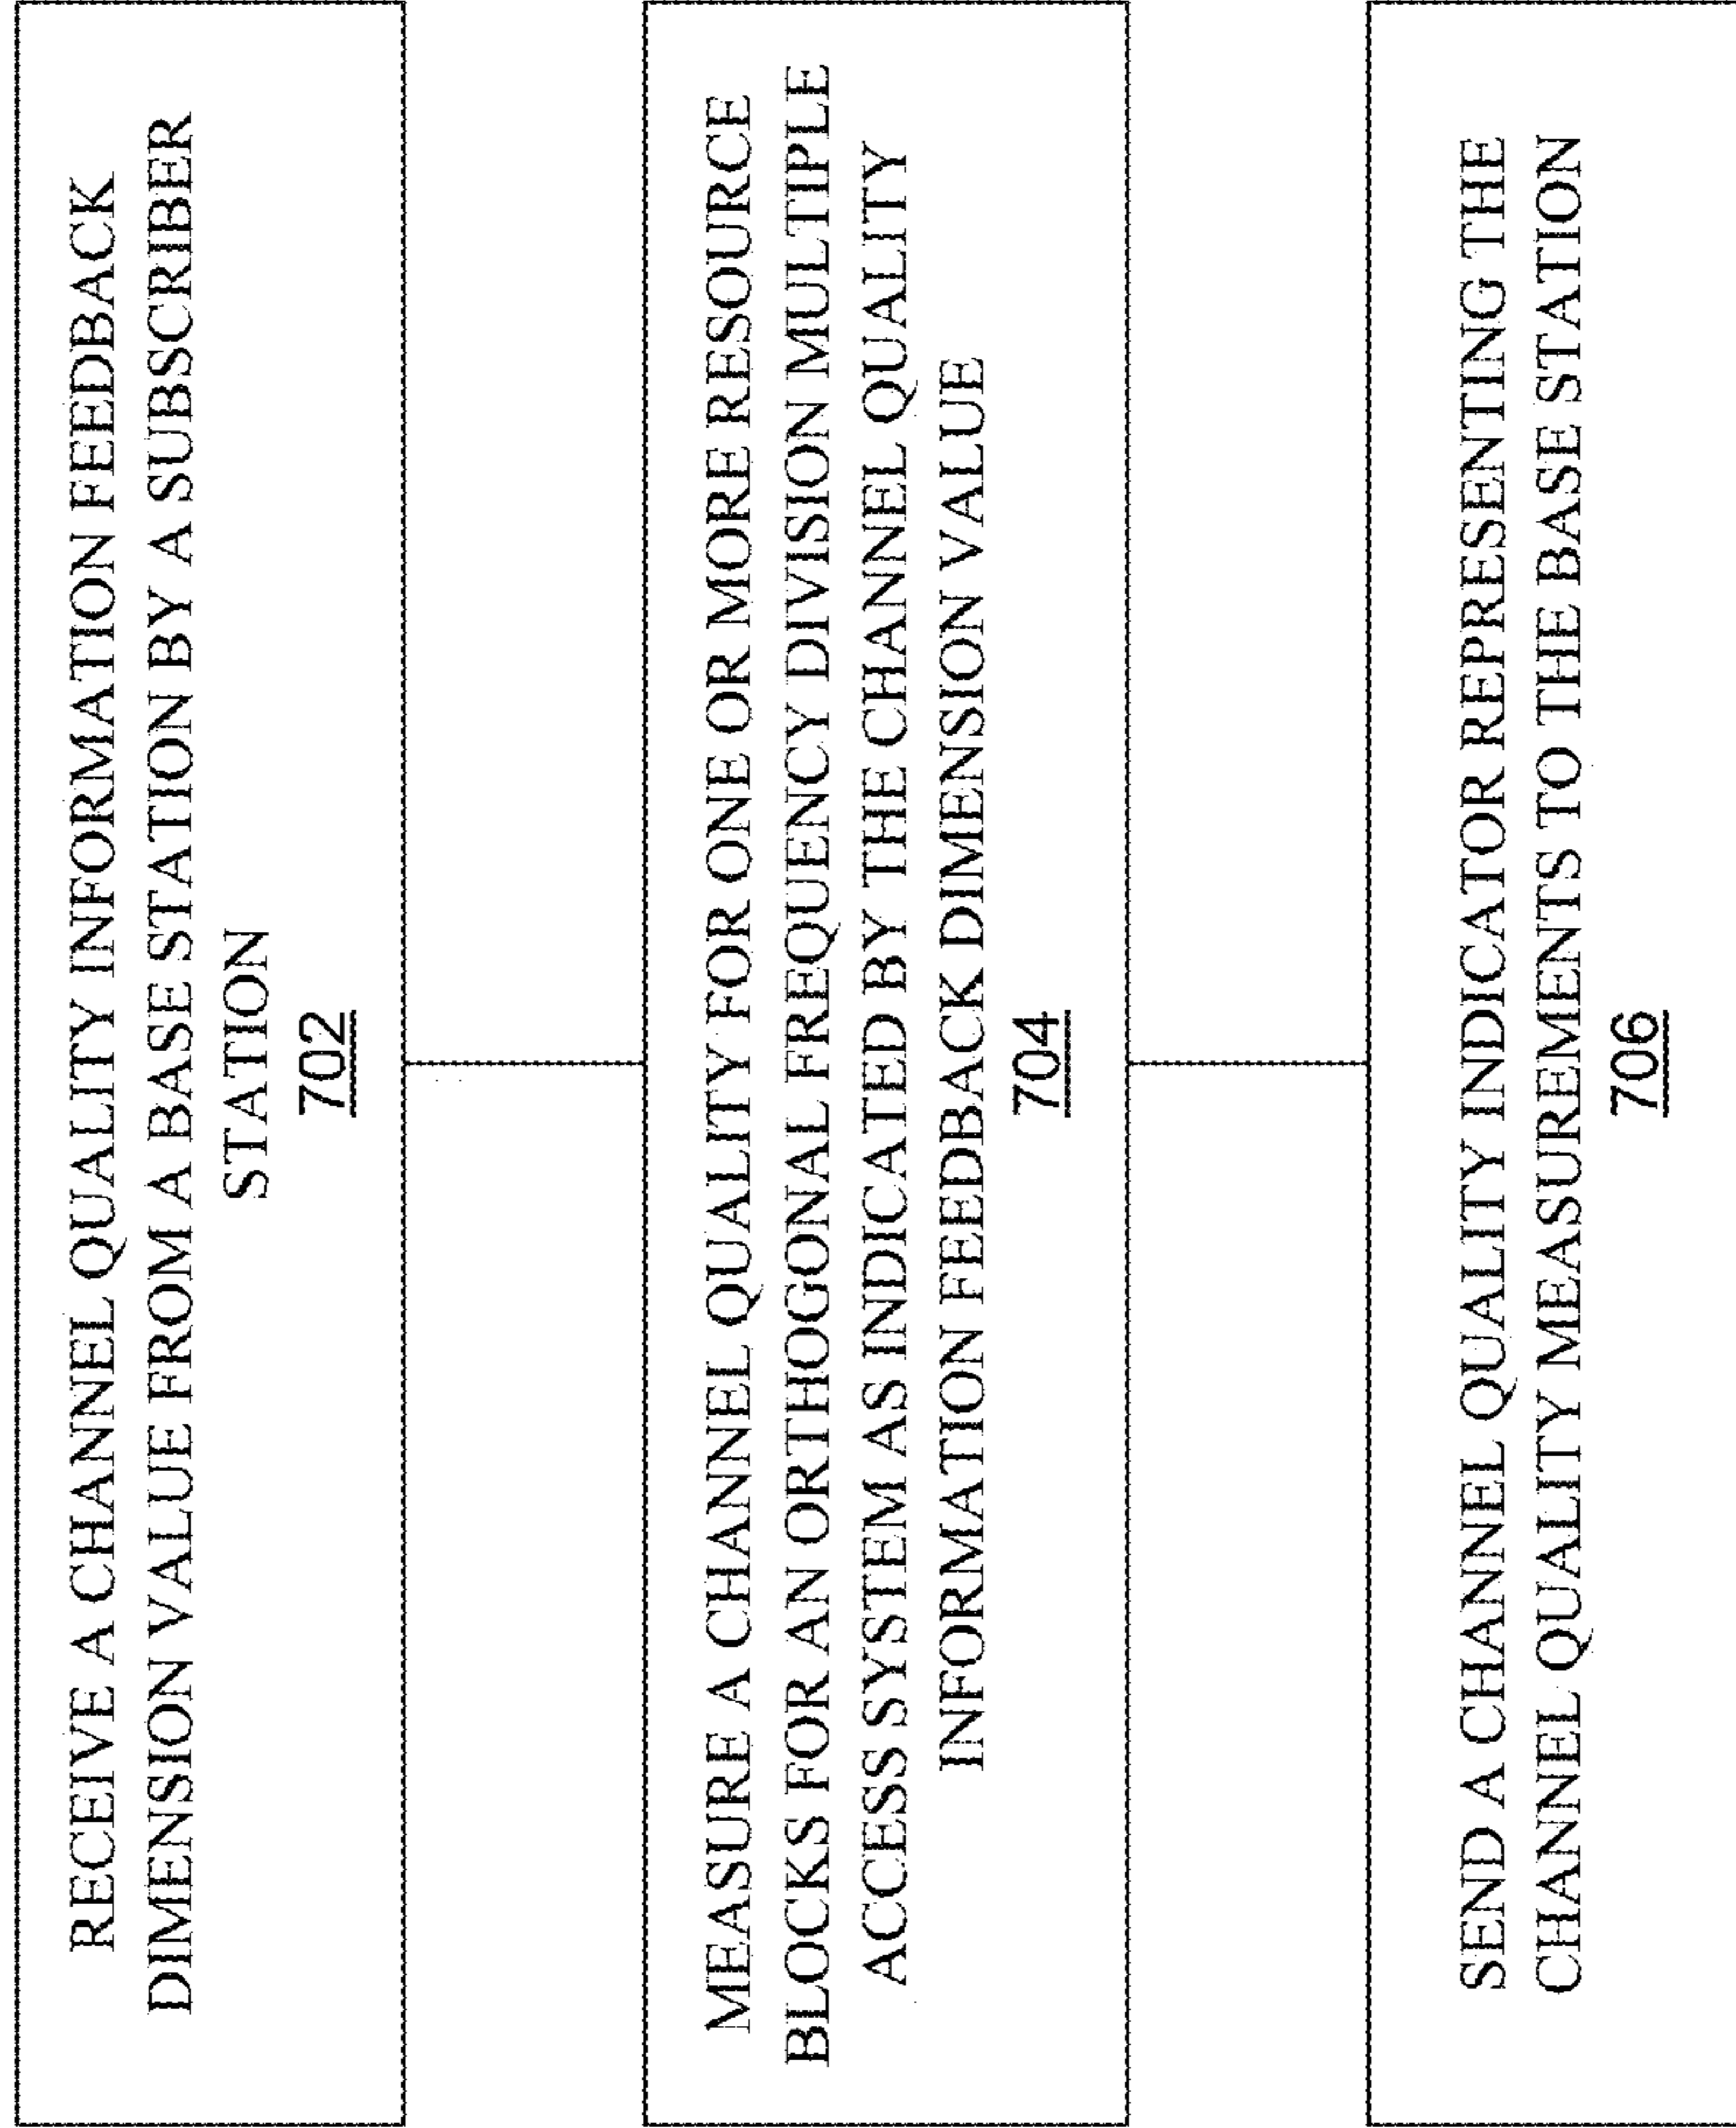 RECEIVE A CHANNEL QUALITY INFORMATION FEEDBACK
DIMENSION VALUE FROM A BASE STATION BY A SUBSCRIBER
STATION
702
MEASURE A CHANNEL QUALITY FOR ONE OR MORE RESOURCE
BLOCKS FOR AN ORTHOGONAL FREQUENCY DIVISION MULTIPLE
ACCESS SYSTEM AS INDICATED BY THE CHANNEL QUALITY
INFORMATION FEEDBACK DIMENSION VALUE
704
SEND A CHANNEL QUALITY INDICATOR REPRESENTING THE
CHANNEL QUALITY MEASUREMENTS TO THE BASE STATION
706